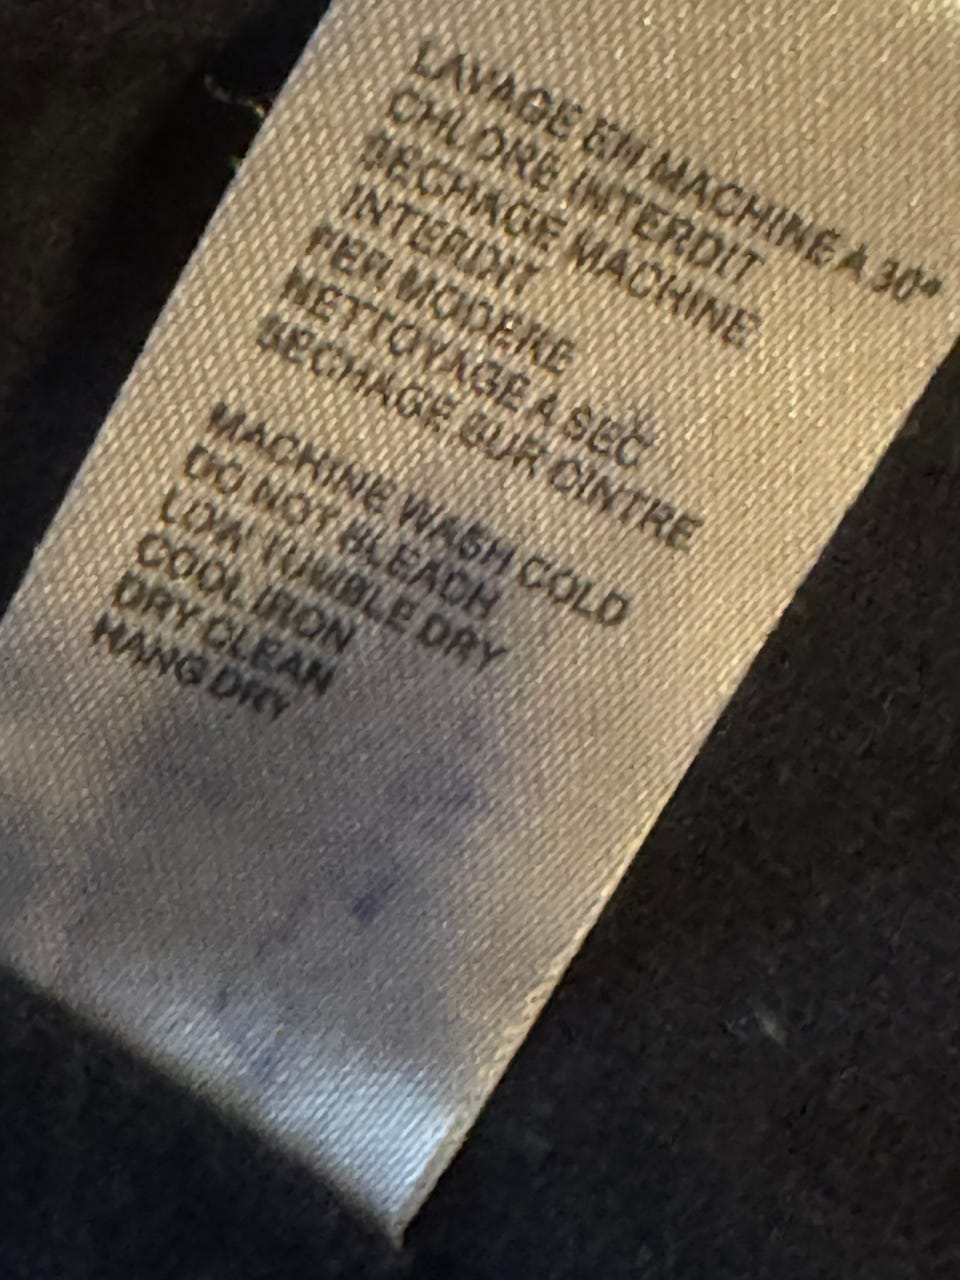 LAVAGE EN MACHINE A 30°
CHLORE INTERDIT
SECHAGE MACHINE
INTERDIT
FER MODERE
NETTOYAGE A SEC
SECHAGE SUR CINTRE
MACHINE WASH COLD
DO NOT BLEACH
LOW TUMBLE DRY
COOL IRON
DRY CLEAN
HANG DRY